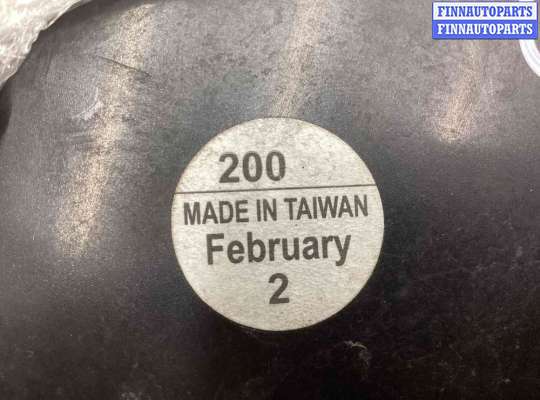 FINNAUTOPARTS
FINNAUTOPARTS
200
MADE IN TAIWAN
February
2